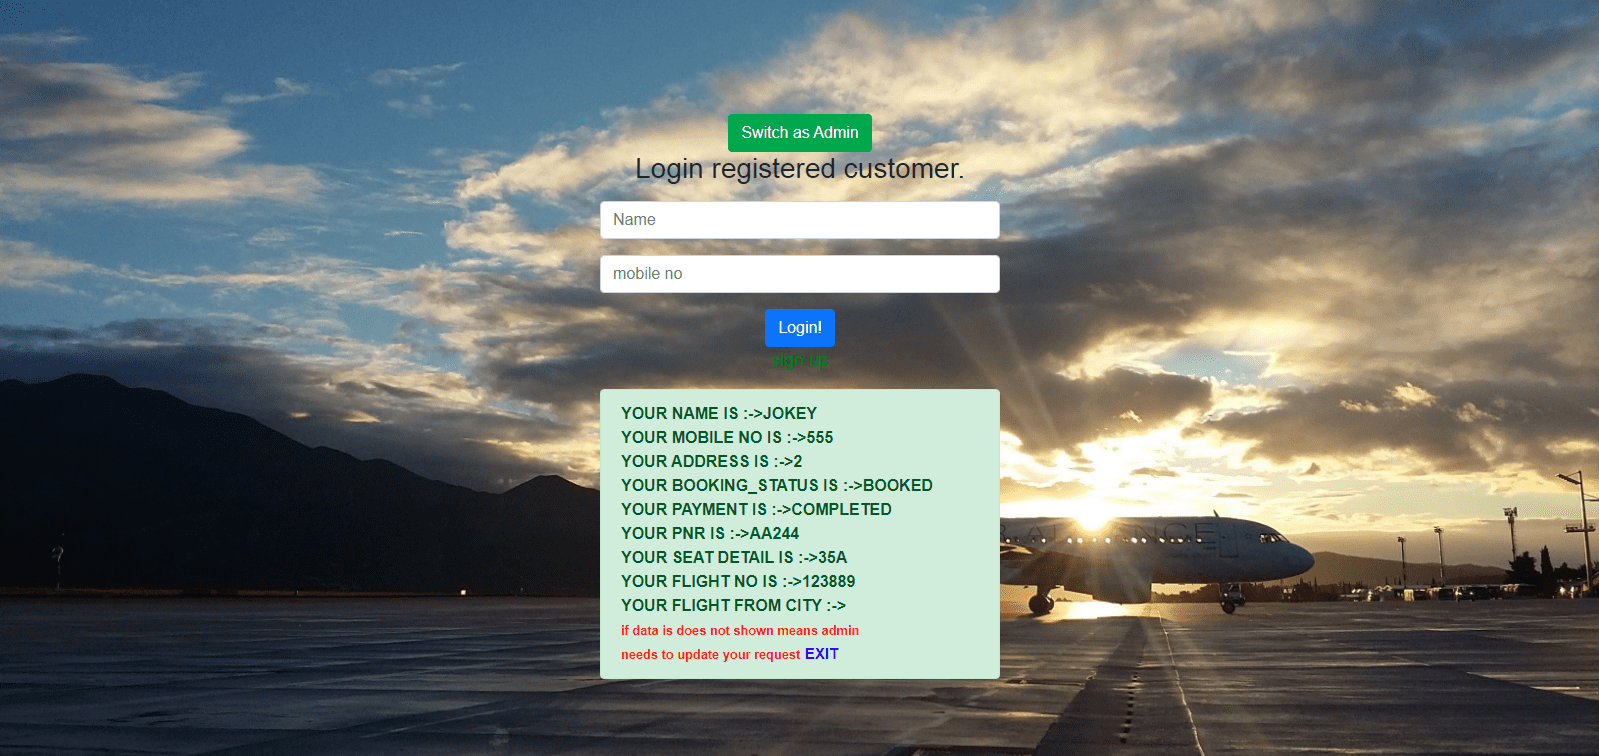 Switch as Admin
Login registered customer.
Name
mobile no
Login!
sign up
YOUR NAME IS :->JOKEY
YOUR MOBILE NO IS :->555
YOUR ADDRESS IS :->2
YOUR BOOKING_STATUS IS :->BOOKED
YOUR PAYMENT IS :->COMPLETED
YOUR PNR IS :->AA244
YOUR SEAT DETAIL IS :->35A
YOUR FLIGHT NO IS :->123889
YOUR FLIGHT FROM CITY :->
if data is does not shown means admin
needs to update your request EXIT